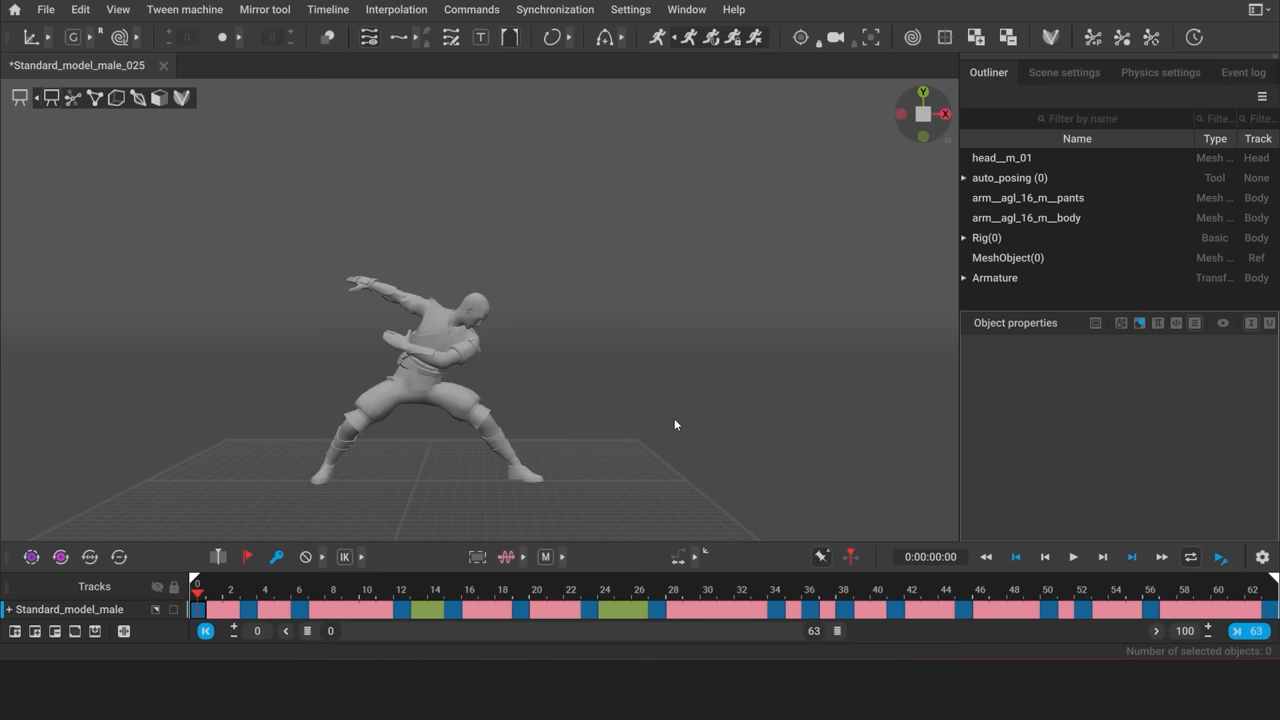 File Edit View Tween machine Mirror tool Timeline Interpolation Commands Synchronization Settings Window Help
G R 0 0 T
*Standard_model_male_025
Outliner Scene settings Physics settings Event log
Y
X
Filter by name Filte... Filte...
Name Type Track
head__m_01 Mesh ... Head
auto_posing (0) Tool None
arm__agl_16_m__pants Mesh ... Body
arm__agl_16_m__body Mesh ... Body
Rig(0) Basic Body
MeshObject(0) Mesh ... Ref
Armature Transf... Body
Object properties
IK M 0:00:00:00
Tracks
0 2 4 6 8 10 12 14 16 18 20 22 24 26 28 30 32 34 36 38 40 42 44 46 48 50 52 54 56 58 60 62
+ Standard_model_male
0 0 63 100 63
Number of selected objects: 0